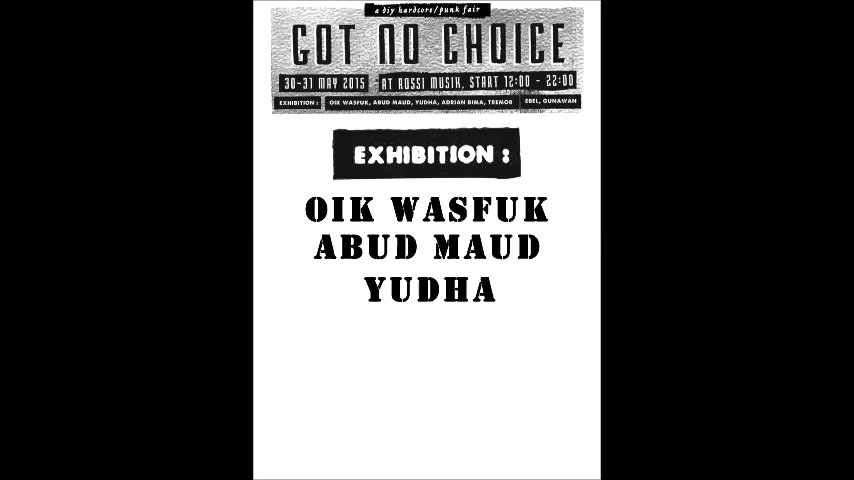 a diy hardcore/punk fair
GOT NO CHOICE
30-31 MAY 2015 AT ROSSI MUSIK, START 12:00 - 22:00
EXHIBITION : OIK WASFUK, ABUD MAUD, YUDHA, ADRIAN BIMA, TREMOR EBEL, GUNAWAN
EXHIBITION :
OIK WASFUK
ABUD MAUD
YUDHA